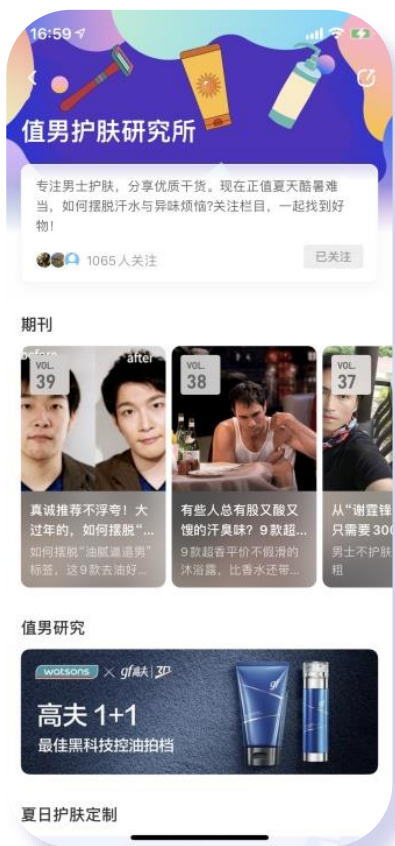 16:59
值男护肤研究所
专注男士护肤，分享优质干货。现在正值夏天酷暑难
当，如何摆脱汗水与异味烦恼?关注栏目，一起找到好
物!
1065人关注
已关注
期刊
before
after
VOL.
39
真诚推荐不浮夸！大
过年的，如何摆脱“...
如何摆脱“油腻邋遢男”
标签，这9款去油好...
VOL.
38
有些人总有股又酸又
馊的汗臭味？9款超...
9款超香平价不假滑的
沐浴露，比香水还带...
VOL.
37
从“谢霆锋
只需要300
男士不护肤
粗
值男研究
watsons × gf高夫 3D
gf
高夫1+1
最佳黑科技控油拍档
夏日护肤定制